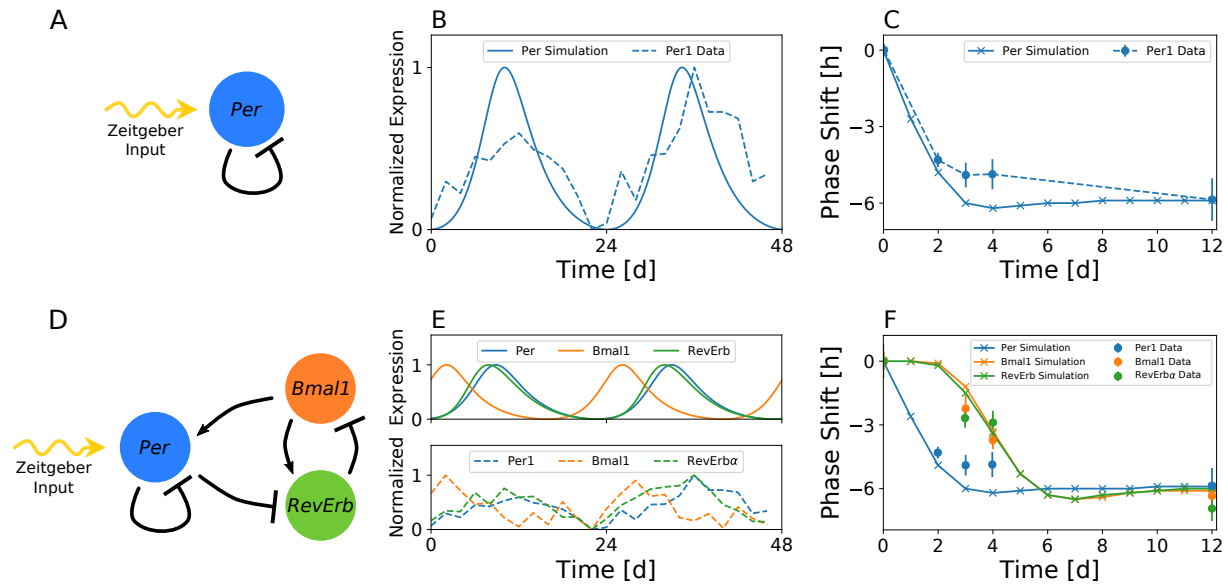 A
Per
Zeitgeber
Input
B
Per Simulation
Per1 Data
Normalized Expression
1
0
0
24
48
Time [d]
C
Per Simulation
Per1 Data
Phase Shift [h]
0
−3
−6
0
2
4
6
8
10
12
Time [d]
D
Bmal1
Per
RevErb
Zeitgeber
Input
E
Per
Bmal1
RevErb
Normalized Expression
1
0
Per1
Bmal1
RevErbα
1
0
0
24
48
Time [d]
F
Per Simulation
Bmal1 Simulation
RevErb Simulation
Per1 Data
Bmal1 Data
RevErbα Data
Phase Shift [h]
0
−3
−6
0
2
4
6
8
10
12
Time [d]